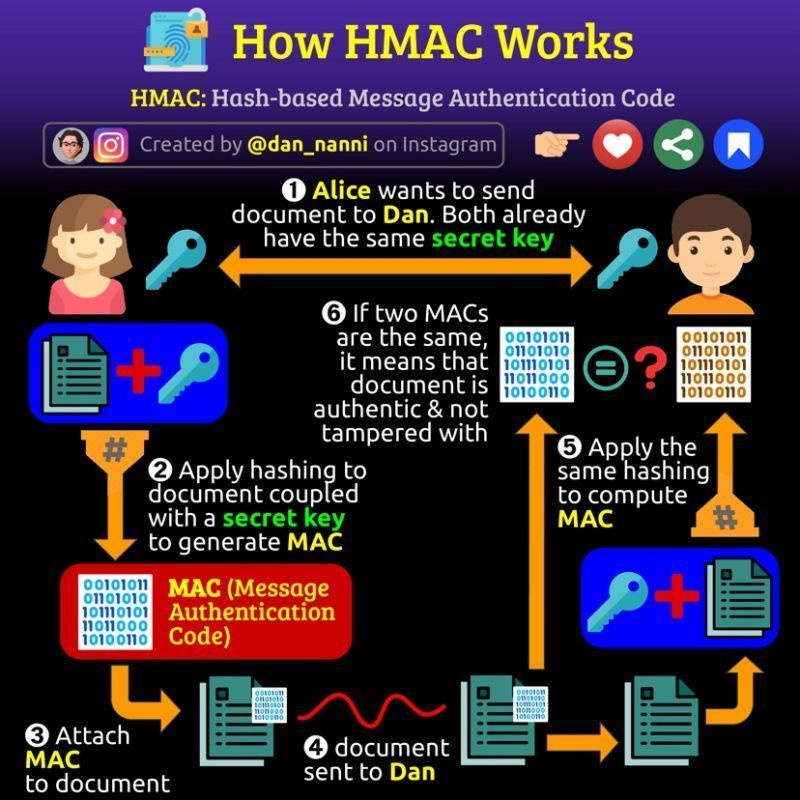 How HMAC Works
HMAC: Hash-based Message Authentication Code
Created by @dan_nanni on Instagram
❶ Alice wants to send
document to Dan. Both already
have the same secret key
❻ If two MACs
are the same,
it means that
document is
authentic & not
tampered with
00101011
01101010
10111101
11011000
10100110
=
?
00101011
01101010
10111101
11011000
10100110
+
#
❷ Apply hashing to
document coupled
with a secret key
to generate MAC
❺ Apply the
same hashing
to compute
MAC
#
+
00101011
01101010
10111101
11011000
10100110
MAC (Message
Authentication
Code)
❸ Attach
MAC
to document
❹ document
sent to Dan